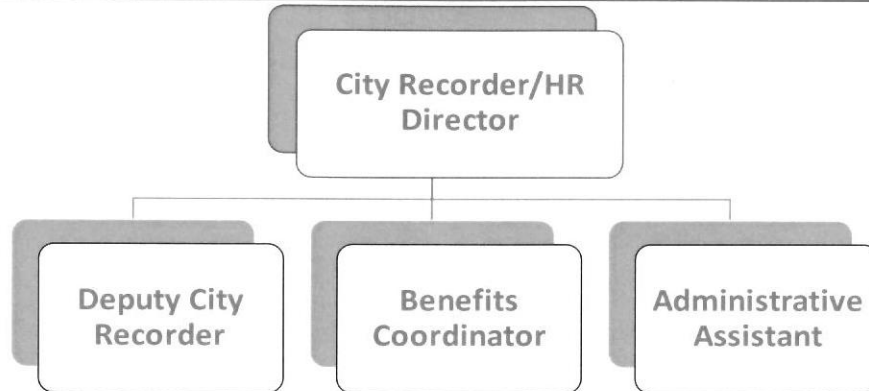 City Recorder/HR
Director
Deputy City
Recorder
Benefits
Coordinator
Administrative
Assistant